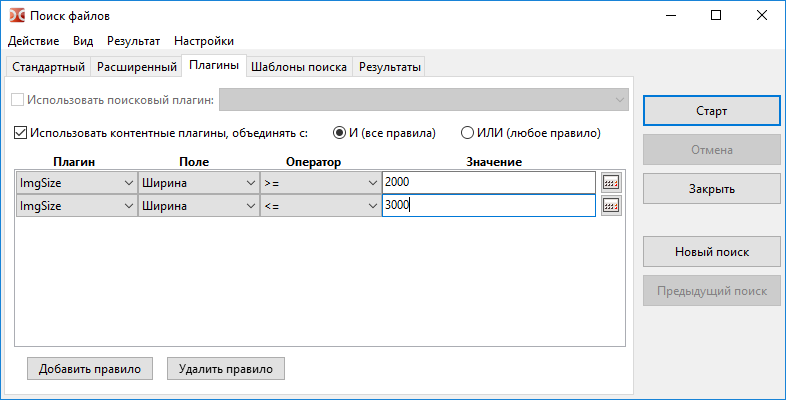 Поиск файлов
Действие Вид Результат Настройки
Стандартный Расширенный Плагины Шаблоны поиска Результаты
Использовать поисковый плагин:
Использовать контентные плагины, объединять с: И (все правила) ИЛИ (любое правило)
Плагин Поле Оператор Значение
ImgSize Ширина >= 2000
ImgSize Ширина <= 3000
Добавить правило Удалить правило
Старт
Отмена
Закрыть
Новый поиск
Предыдущий поиск